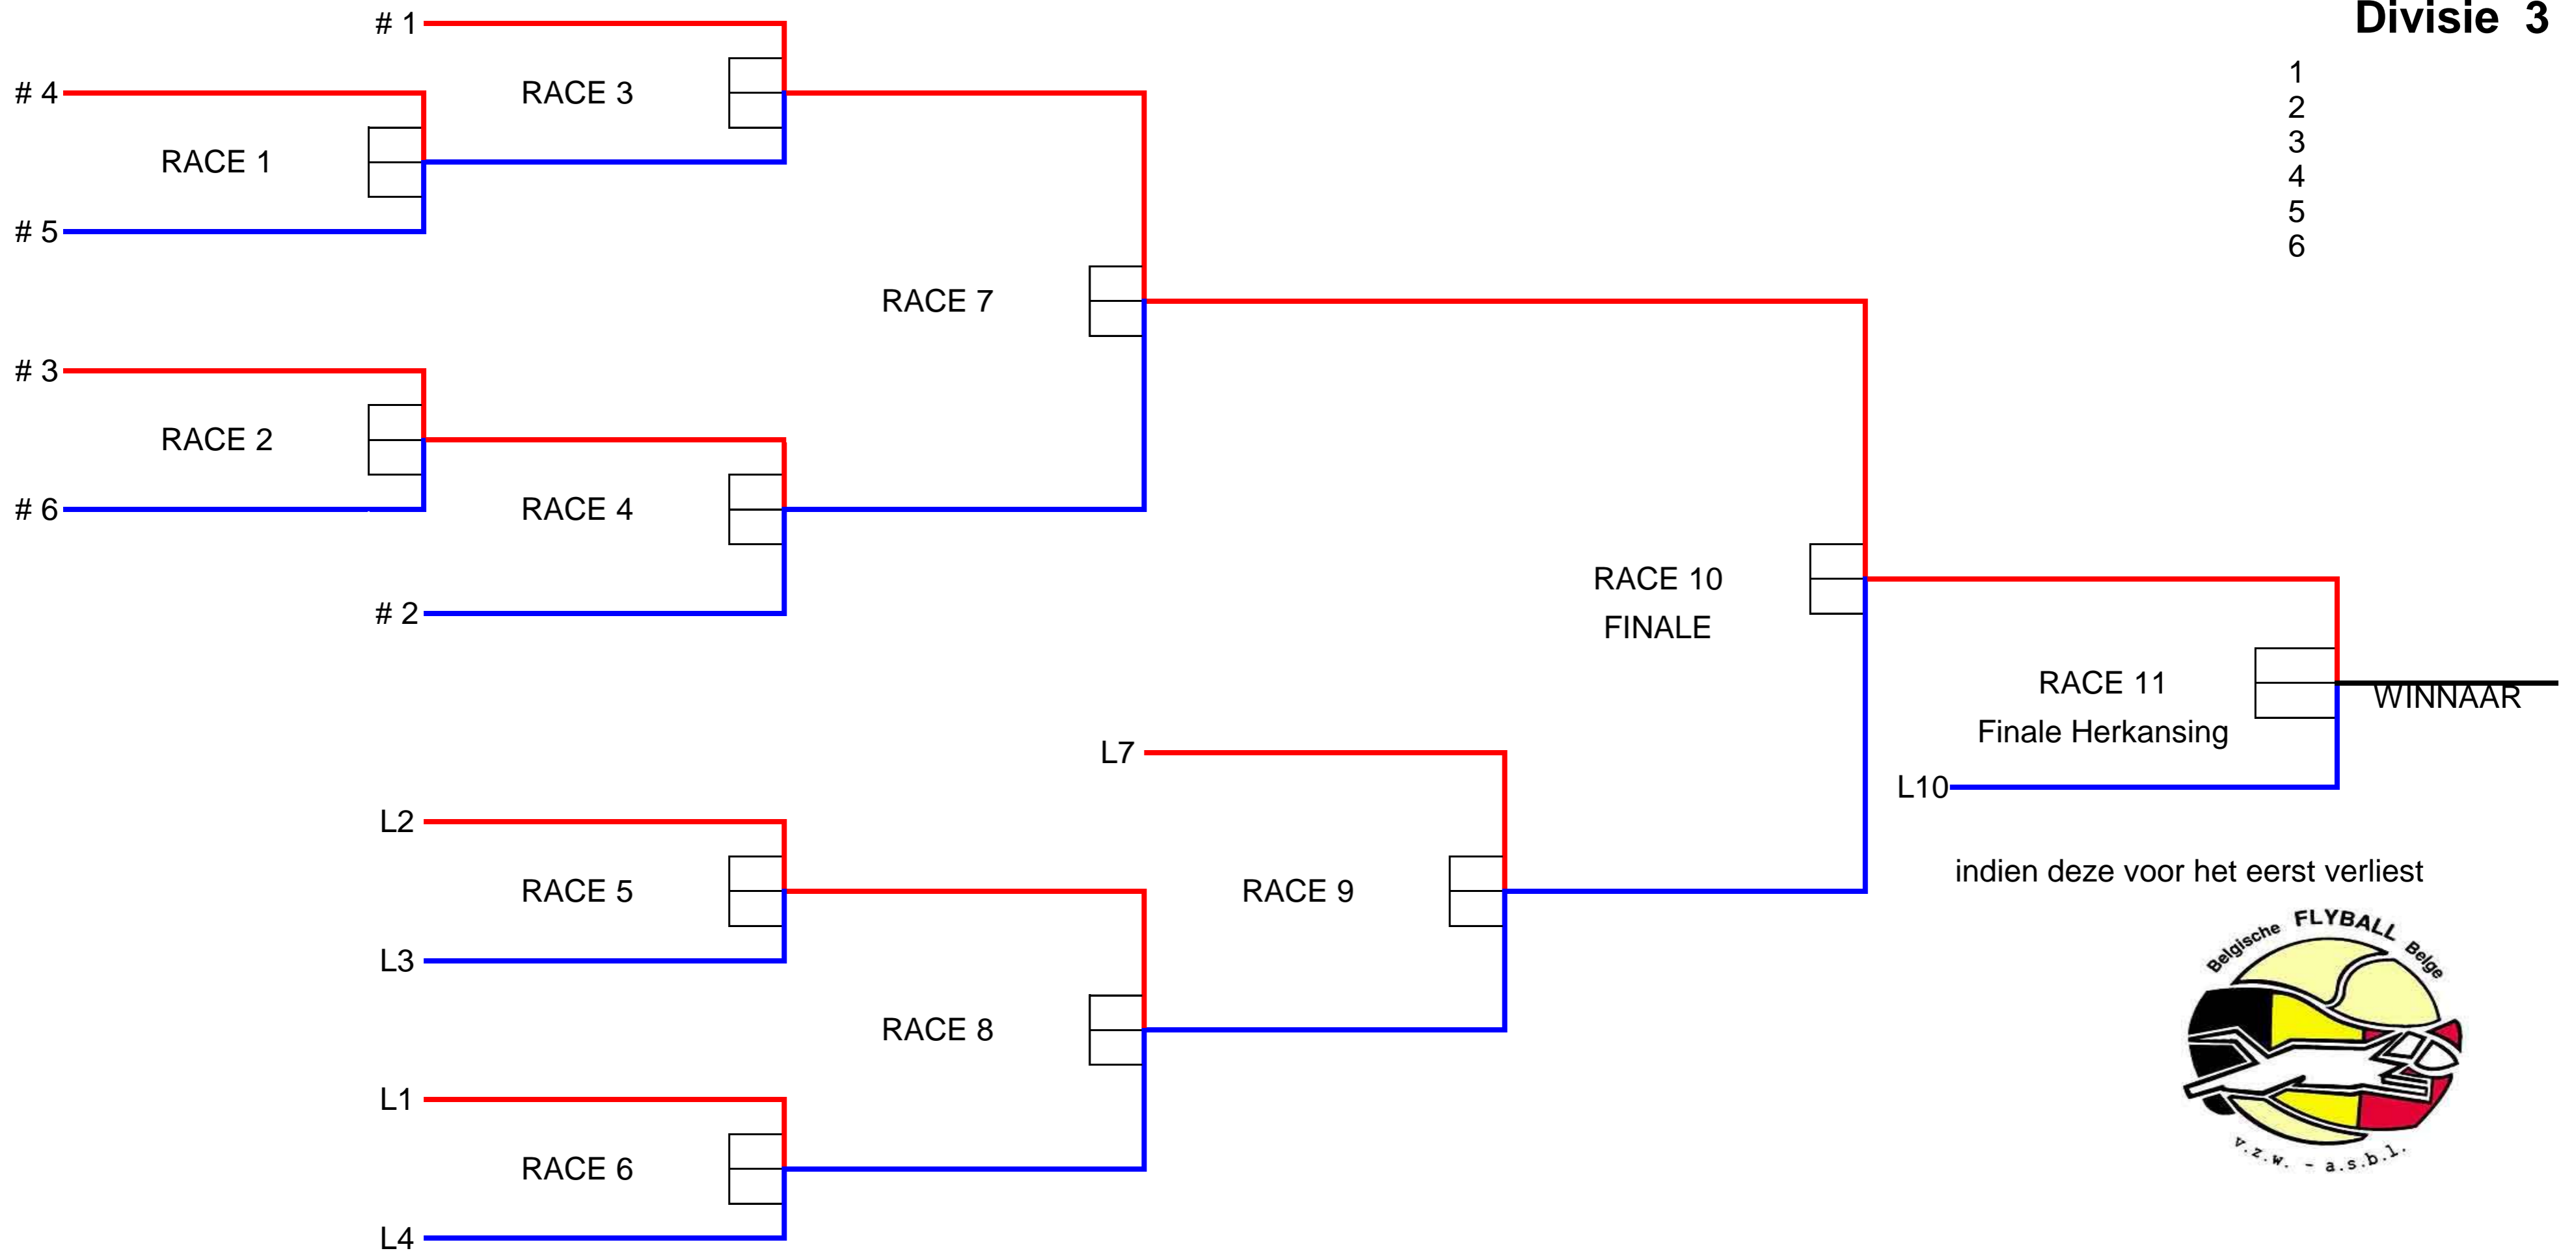 Divisie 3
# 1
1
# 4
RACE 3
2
3
RACE 1
4
# 5
5
6
RACE 7
# 3
RACE 2
# 6
RACE 4
RACE 10
# 2
FINALE
RACE 11
WINNAAR
Finale Herkansing
L7
L10
L2
indien deze voor het eerst verliest
RACE 5
RACE 9
Belgische FLYBALL Belge
L3
RACE 8
L1
v.z.w. - a.s.b.l.
RACE 6
L4